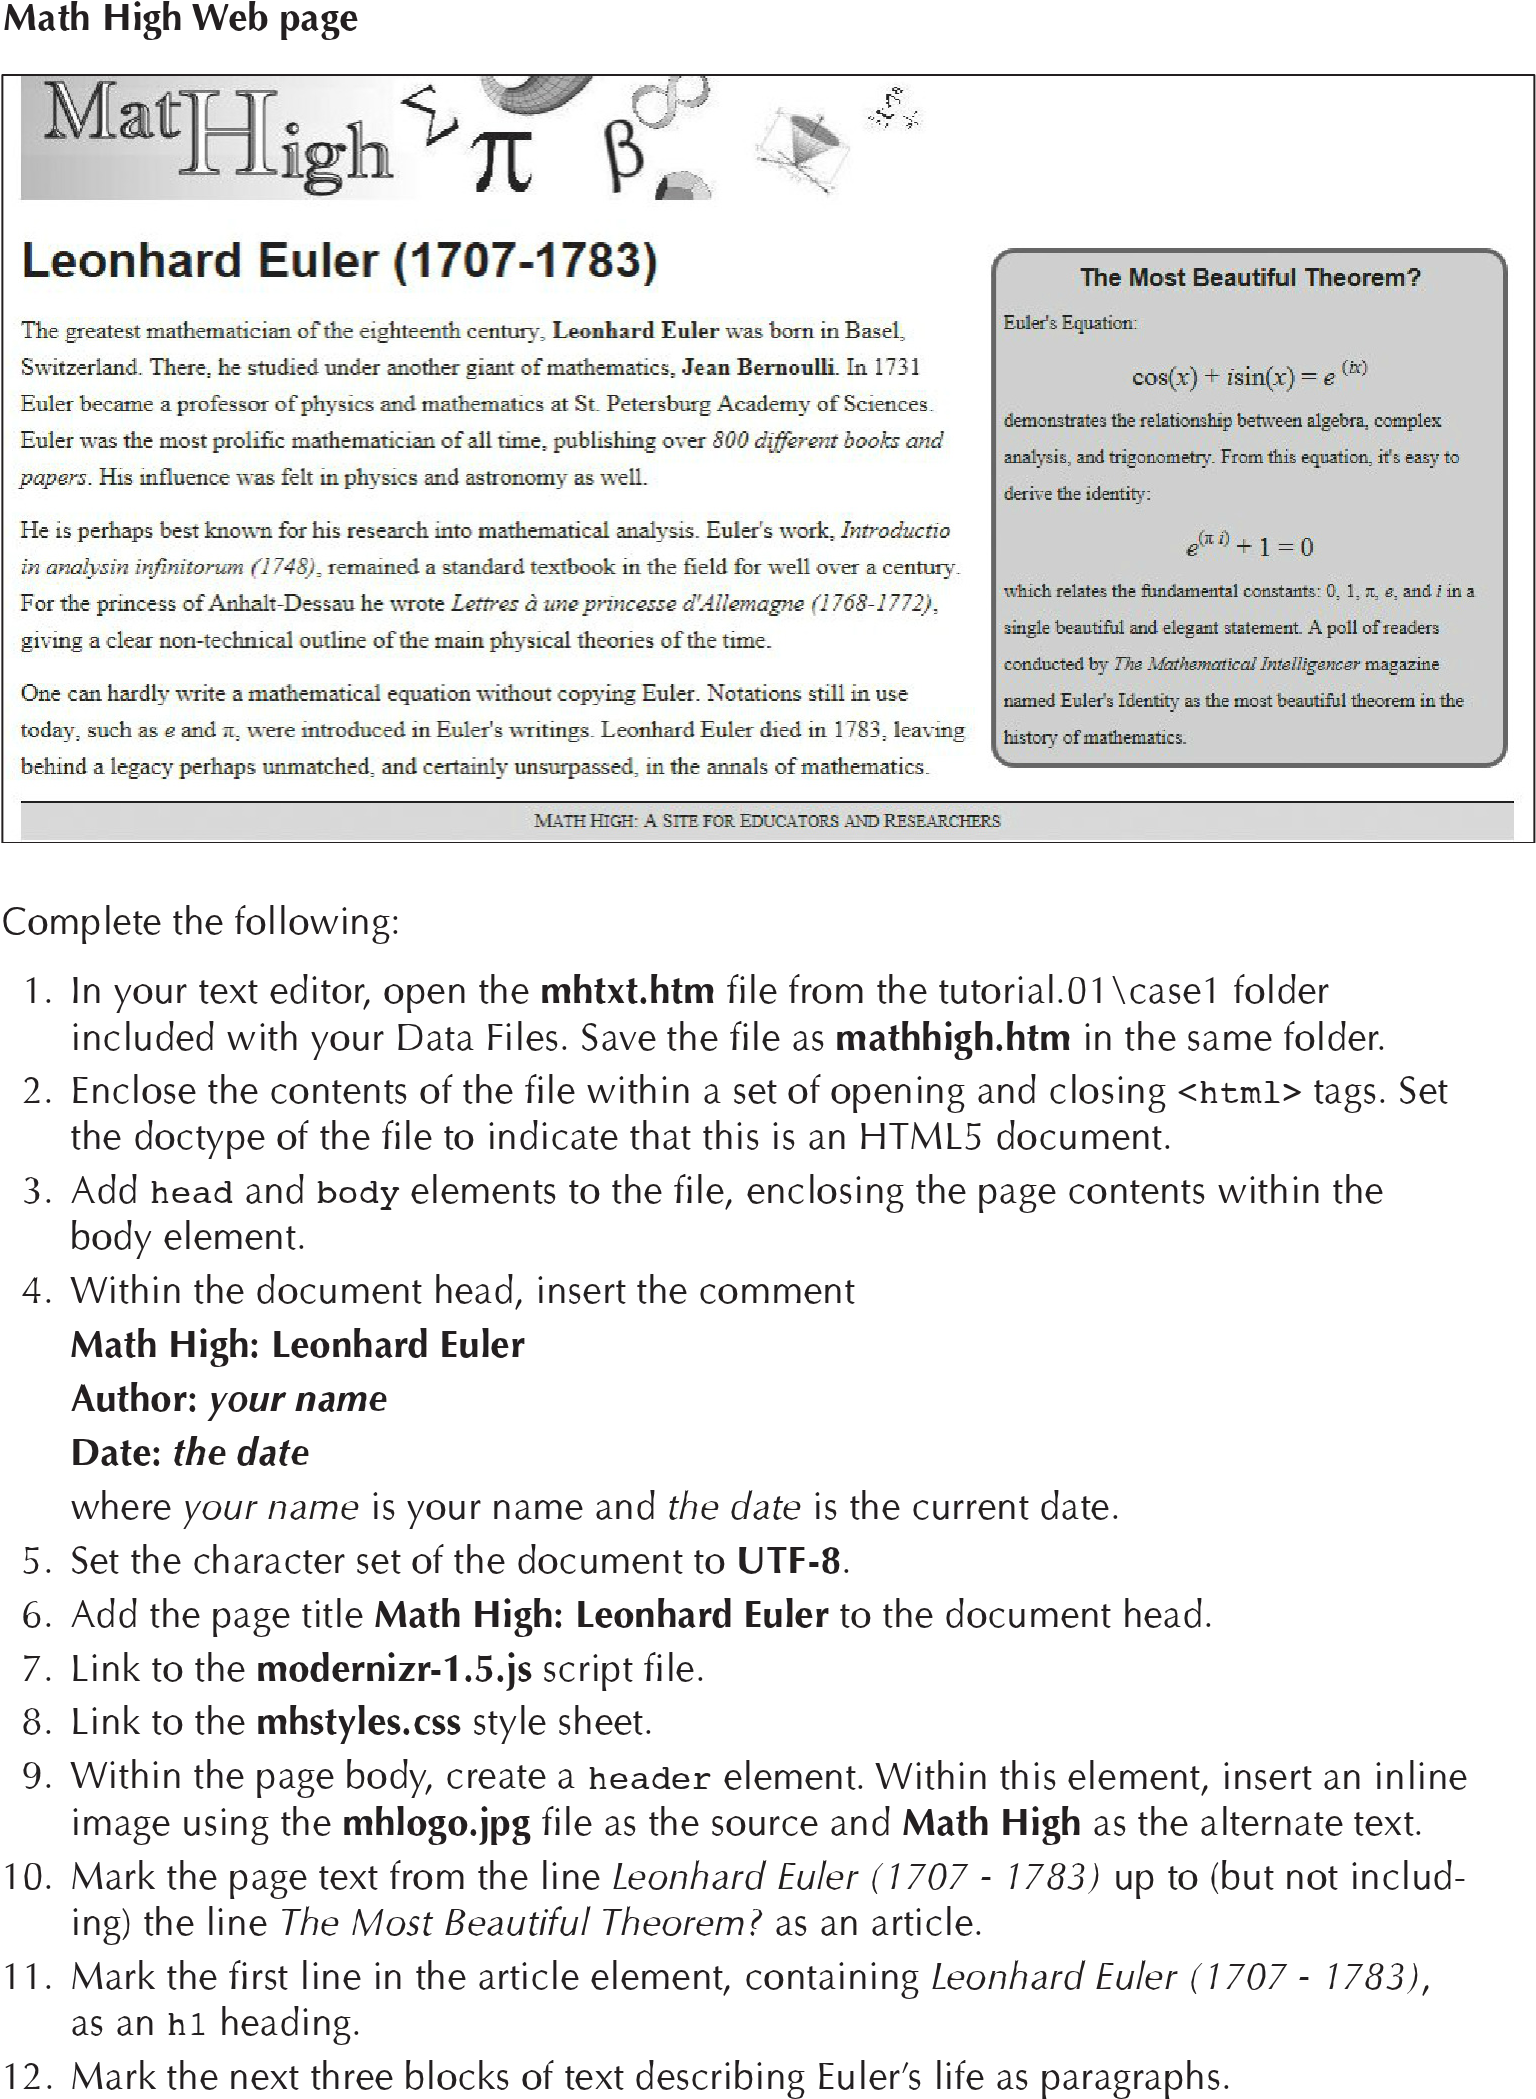 Math High Web page
MatHigh Σ π β
Leonhard Euler (1707-1783)
The greatest mathematician of the eighteenth century, Leonhard Euler was born in Basel,
Switzerland. There, he studied under another giant of mathematics, Jean Bernoulli. In 1731
Euler became a professor of physics and mathematics at St. Petersburg Academy of Sciences.
Euler was the most prolific mathematician of all time, publishing over 800 different books and
papers. His influence was felt in physics and astronomy as well.
He is perhaps best known for his research into mathematical analysis. Euler's work, Introductio
in analysin infinitorum (1748), remained a standard textbook in the field for well over a century.
For the princess of Anhalt-Dessau he wrote Lettres à une princesse d'Allemagne (1768-1772),
giving a clear non-technical outline of the main physical theories of the time.
One can hardly write a mathematical equation without copying Euler. Notations still in use
today, such as e and π, were introduced in Euler's writings. Leonhard Euler died in 1783, leaving
behind a legacy perhaps unmatched, and certainly unsurpassed, in the annals of mathematics.
The Most Beautiful Theorem?
Euler's Equation:
cos(x) + isin(x) = e (ix)
demonstrates the relationship between algebra, complex
analysis, and trigonometry. From this equation, it's easy to
derive the identity:
e(π i) + 1 = 0
which relates the fundamental constants: 0, 1, π, e, and i in a
single beautiful and elegant statement. A poll of readers
conducted by The Mathematical Intelligencer magazine
named Euler's Identity as the most beautiful theorem in the
history of mathematics.
MATH HIGH: A SITE FOR EDUCATORS AND RESEARCHERS
Complete the following:
1. In your text editor, open the mhtxt.htm file from the tutorial.01\case1 folder
included with your Data Files. Save the file as mathhigh.htm in the same folder.
2. Enclose the contents of the file within a set of opening and closing <html> tags. Set
the doctype of the file to indicate that this is an HTML5 document.
3. Add head and body elements to the file, enclosing the page contents within the
body element.
4. Within the document head, insert the comment
Math High: Leonhard Euler
Author: your name
Date: the date
where your name is your name and the date is the current date.
5. Set the character set of the document to UTF-8.
6. Add the page title Math High: Leonhard Euler to the document head.
7. Link to the modernizr-1.5.js script file.
8. Link to the mhstyles.css style sheet.
9. Within the page body, create a header element. Within this element, insert an inline
image using the mhlogo.jpg file as the source and Math High as the alternate text.
10. Mark the page text from the line Leonhard Euler (1707 - 1783) up to (but not includ-
ing) the line The Most Beautiful Theorem? as an article.
11. Mark the first line in the article element, containing Leonhard Euler (1707 - 1783),
as an h1 heading.
12. Mark the next three blocks of text describing Euler’s life as paragraphs.